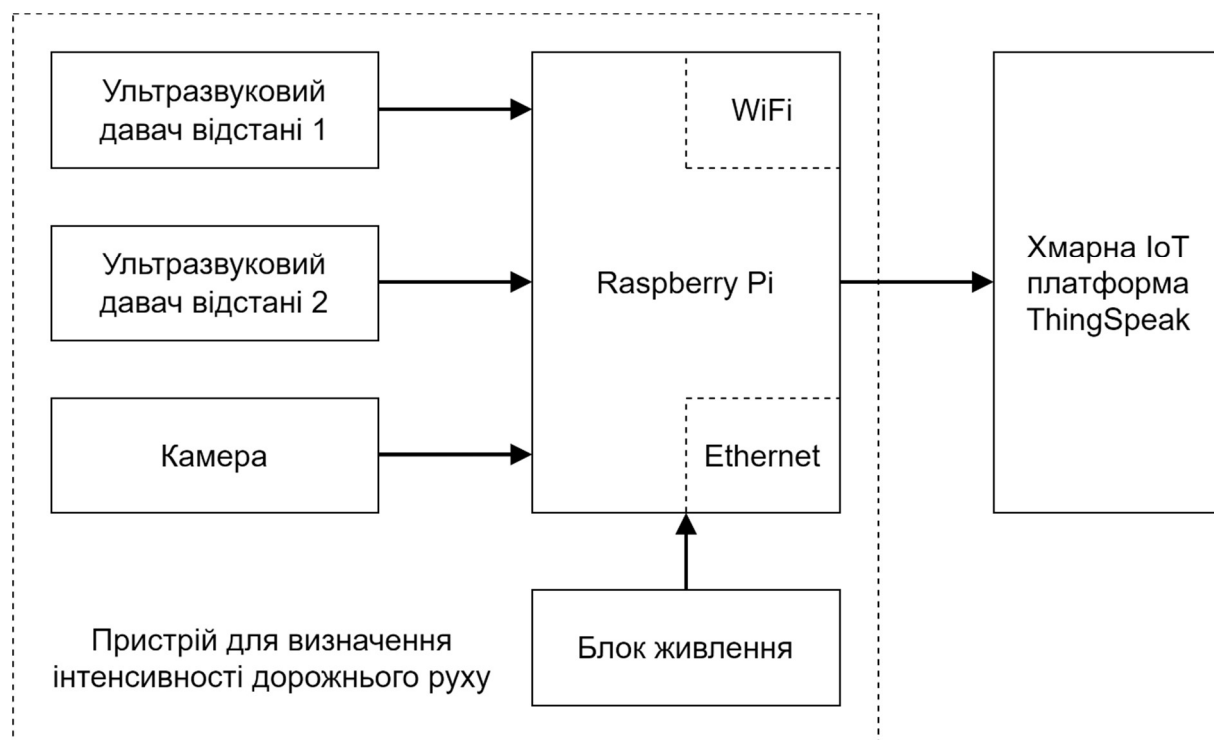 Ультразвуковий
давач відстані 1
WiFi
Ультразвуковий
давач відстані 2
Raspberry Pi
Хмарна IoT
платформа
ThingSpeak
Камера
Ethernet
Пристрій для визначення
інтенсивності дорожнього руху
Блок живлення